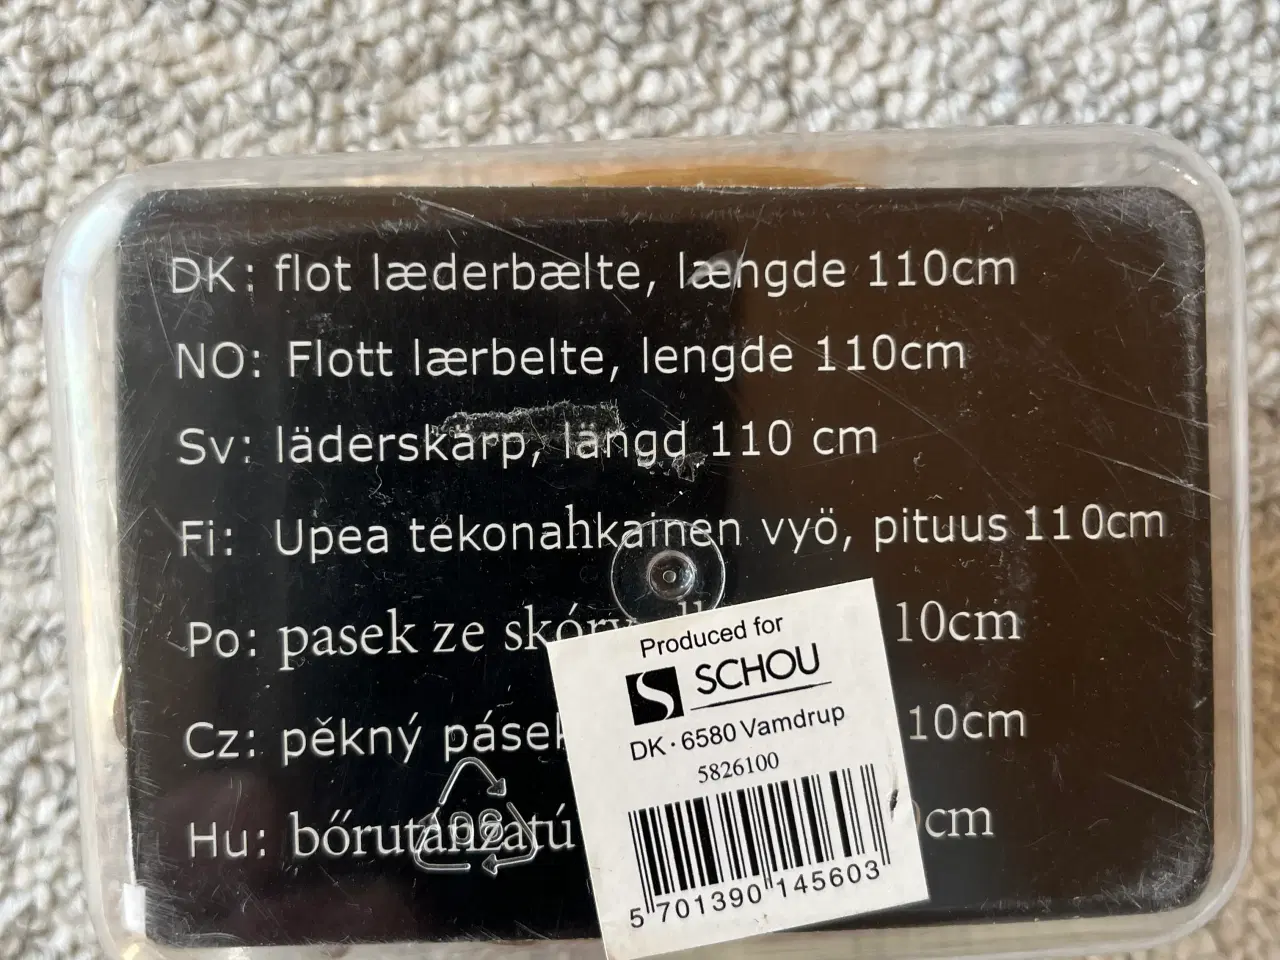 DK: flot læderbælte, længde 110cm
NO: Flott lærbelte, lengde 110cm
Sv: läderskärp, längd 110 cm
Fi: Upea tekonahkainen vyö, pituus 110cm
Po: pasek ze skóry 10cm
Cz: pěkný pásek 10cm
Hu: bőrutánzatú cm
Produced for
S SCHOU
DK · 6580 Vamdrup
5826100
5 701390 145603